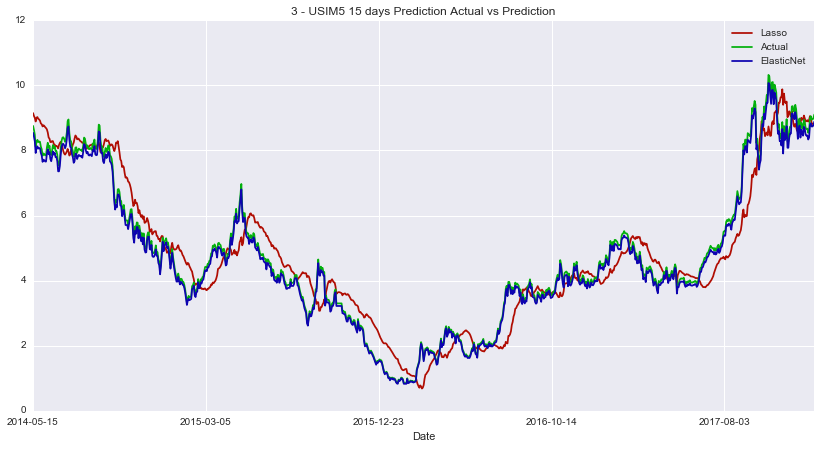 3 - USIM5 15 days Prediction Actual vs Prediction
12
10
8
6
4
2
0
Lasso
Actual
ElasticNet
2014-05-15
2015-03-05
2015-12-23
2016-10-14
2017-08-03
Date